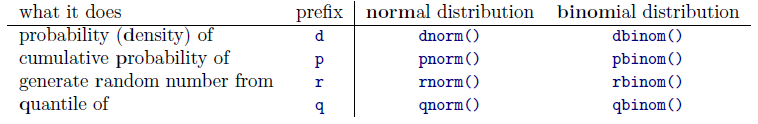 what it does prefix normal distribution binomial distribution
probability (density) of d dnorm() dbinom()
cumulative probability of p pnorm() pbinom()
generate random number from r rnorm() rbinom()
quantile of q qnorm() qbinom()